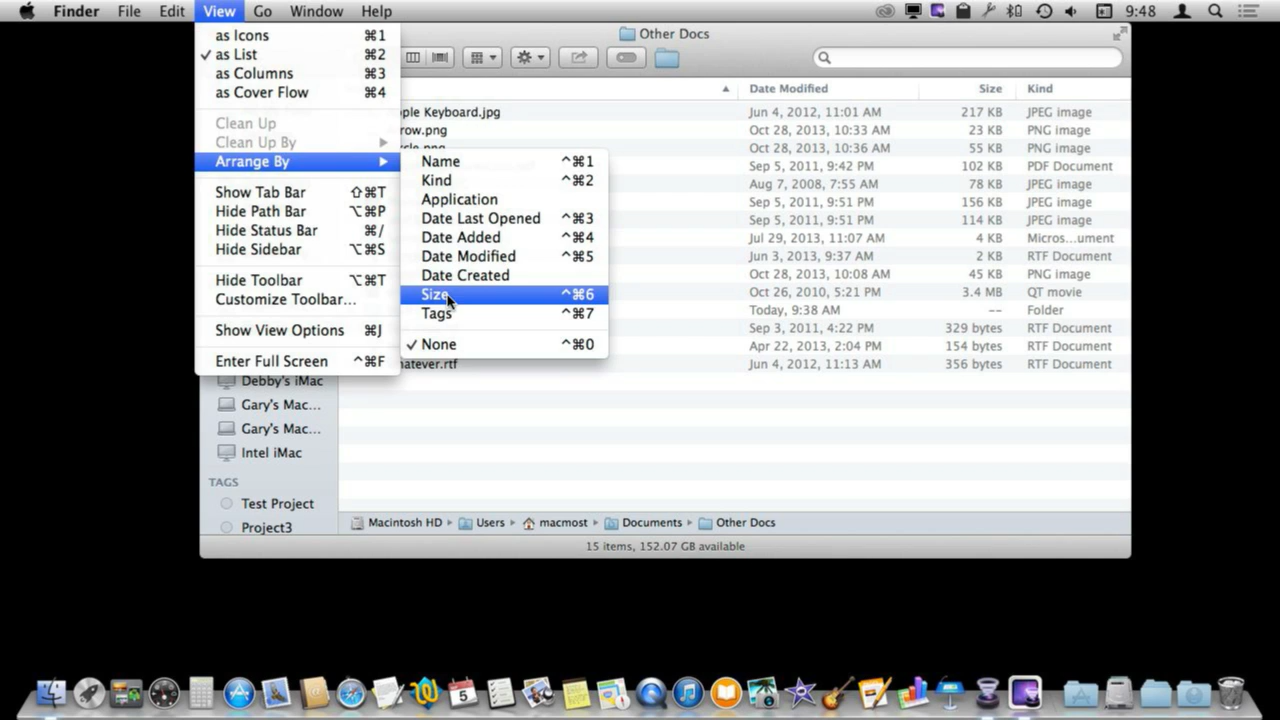 Finder File Edit View Go Window Help 9:48
Other Docs
as Icons ⌘1
✓ as List ⌘2
as Columns ⌘3
as Cover Flow ⌘4
Clean Up
Clean Up By ▶
Arrange By ▶
Show Tab Bar ⇧⌘T
Hide Path Bar ⌥⌘P
Hide Status Bar ⌘/
Hide Sidebar ⌥⌘S
Hide Toolbar ⌥⌘T
Customize Toolbar...
Show View Options ⌘J
Enter Full Screen ^⌘F
Name ^⌘1
Kind ^⌘2
Application
Date Last Opened ^⌘3
Date Added ^⌘4
Date Modified ^⌘5
Date Created
Size ^⌘6
Tags ^⌘7
✓ None ^⌘0
Date Modified Size Kind
ple Keyboard.jpg Jun 4, 2012, 11:01 AM 217 KB JPEG image
row.png Oct 28, 2013, 10:33 AM 23 KB PNG image
Oct 28, 2013, 10:36 AM 55 KB PNG image
Sep 5, 2011, 9:42 PM 102 KB PDF Document
Aug 7, 2008, 7:55 AM 78 KB JPEG image
Sep 5, 2011, 9:51 PM 156 KB JPEG image
Sep 5, 2011, 9:51 PM 114 KB JPEG image
Jul 29, 2013, 11:07 AM 4 KB Micros...ument
Jun 3, 2013, 9:37 AM 2 KB RTF Document
Oct 28, 2013, 10:08 AM 45 KB PNG image
Oct 26, 2010, 5:21 PM 3.4 MB QT movie
Today, 9:38 AM -- Folder
Sep 3, 2011, 4:22 PM 329 bytes RTF Document
Apr 22, 2013, 2:04 PM 154 bytes RTF Document
hatever.rtf Jun 4, 2012, 11:13 AM 356 bytes RTF Document
Debby's iMac
Gary's Mac...
Gary's Mac...
Intel iMac
TAGS
Test Project
Project3
Macintosh HD ▸ Users ▸ macmost ▸ Documents ▸ Other Docs
15 items, 152.07 GB available
5